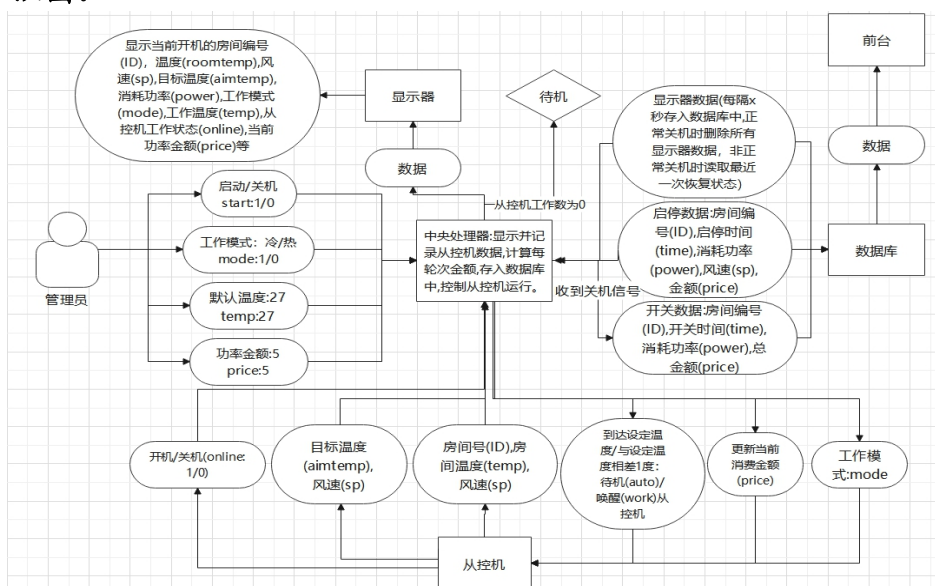 显示当前开机的房间编号
(ID)，温度(roomtemp),风
速(sp),目标温度(aimtemp),
消耗功率(power),工作模式
(mode),工作温度(temp),从
控机工作状态(online),当前
功率金额(price)等
显示器
待机
前台
显示器数据(每隔x
秒存入数据库中,正
常关机时删除所有
显示器数据，非正
常关机时读取最近
一次恢复状态)
数据
数据
启动/关机
start:1/0
从控机工作数为0
工作模式：冷/热
mode:1/0
中央处理器:显示并记
录从控机数据,计算每
轮次金额,存入数据库
中,控制从控机运行。
启停数据:房间编
号(ID),启停时间
(time),消耗功率
(power),风速(sp),
金额(price)
数据库
管理员
默认温度:27
temp:27
收到关机信号
开关数据:房间编号
(ID),开关时间(time),
消耗功率(power),总
金额(price)
功率金额:5
price:5
开机/关机(online:
1/0)
目标温度
(aimtemp),
风速(sp)
房间号(ID),房
间温度(temp),
风速(sp)
到达设定温
度/与设定温
度相差1度：
待机(auto)/
唤醒(work)从
控机
更新当前
消费金额
(price)
工作模
式:mode
从控机